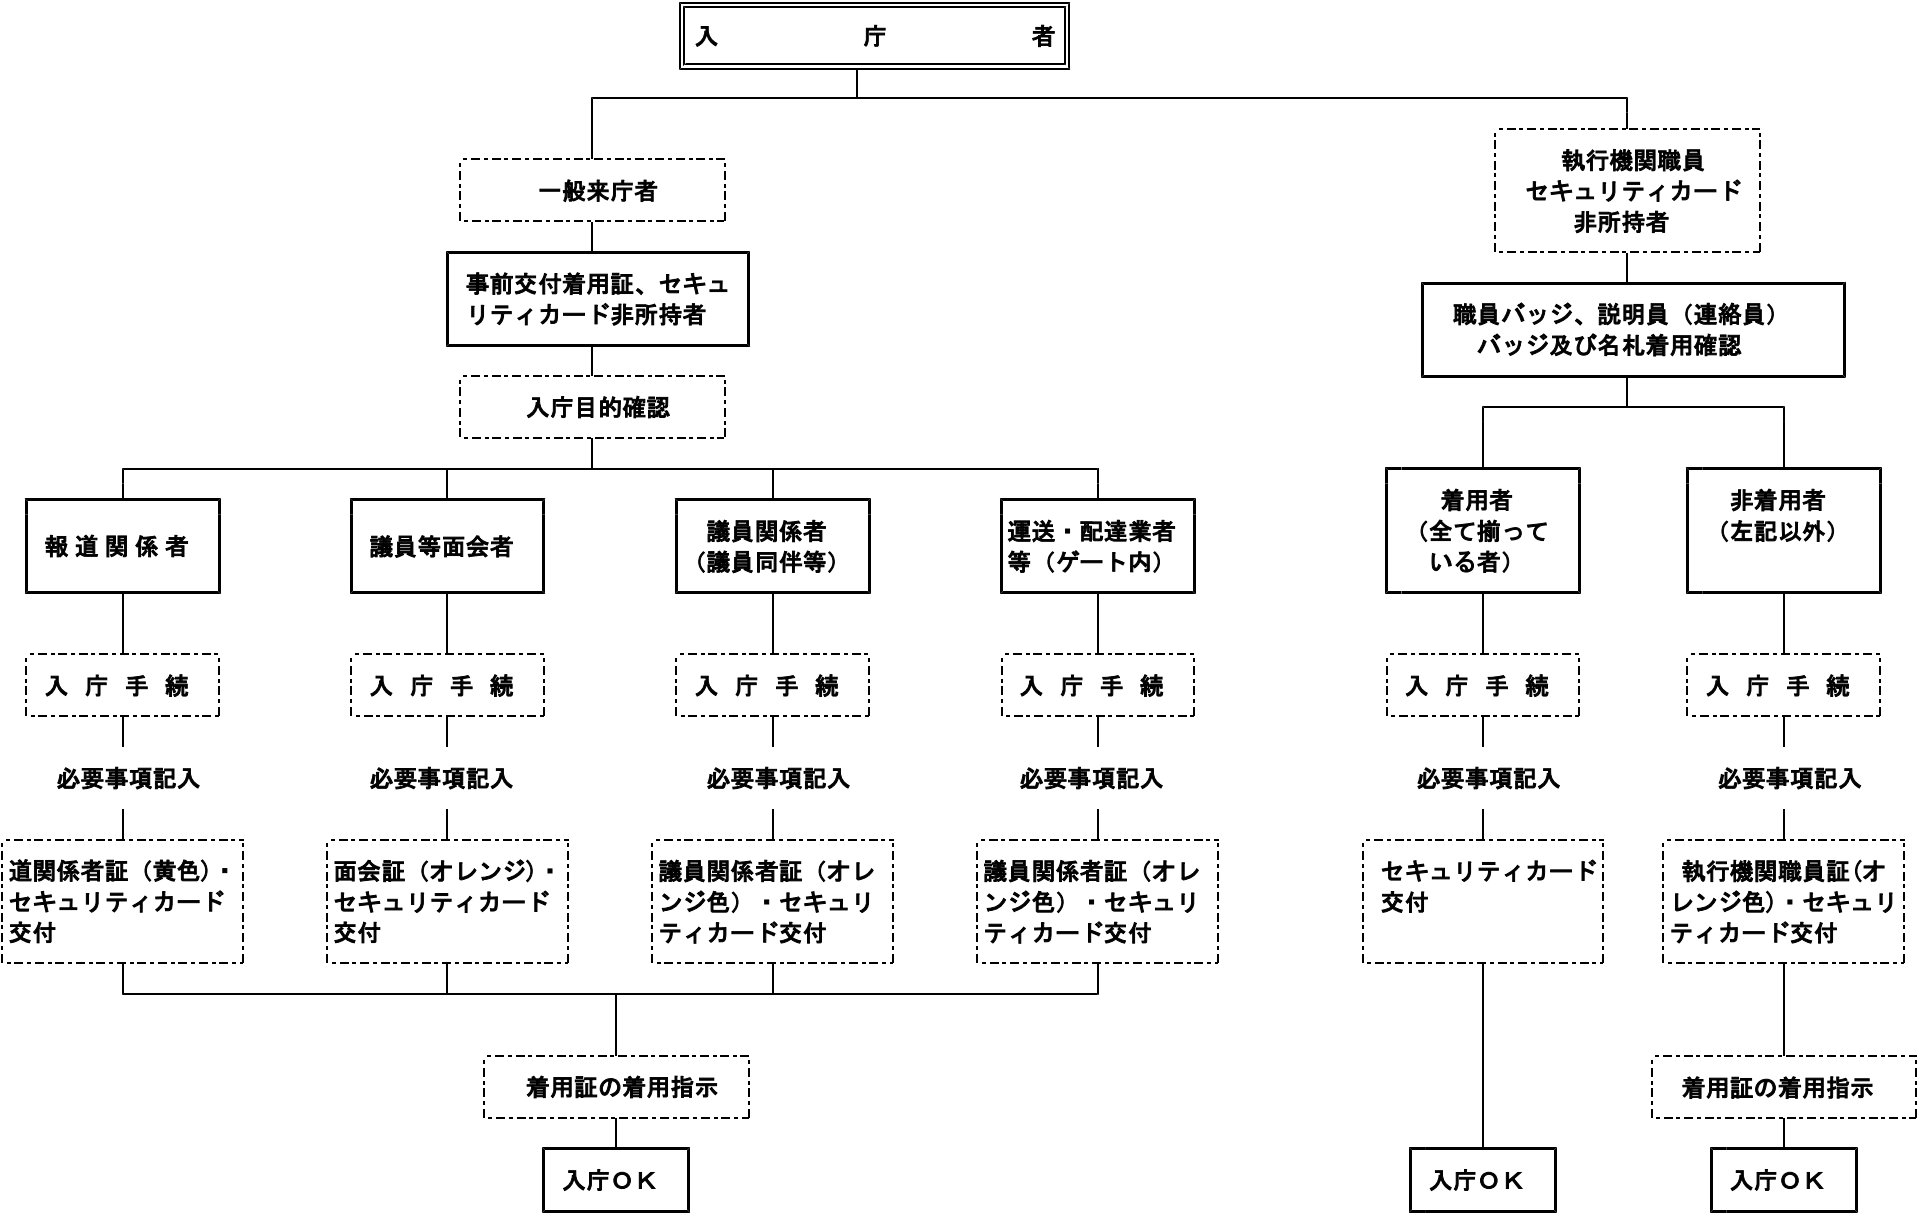 入庁者
一般来庁者
執行機関職員
セキュリティカード
非所持者
事前交付着用証、セキュ
リティカード非所持者
職員バッジ、説明員（連絡員）
バッジ及び名札着用確認
入庁目的確認
報道関係者
議員等面会者
議員関係者
（議員同伴等）
運送・配達業者
等（ゲート内）
着用者
（全て揃って
いる者）
非着用者
（左記以外）
入庁手続
入庁手続
入庁手続
入庁手続
入庁手続
入庁手続
必要事項記入
必要事項記入
必要事項記入
必要事項記入
必要事項記入
必要事項記入
道関係者証（黄色）・
セキュリティカード
交付
面会証（オレンジ）・
セキュリティカード
交付
議員関係者証（オレ
ンジ色）・セキュリ
ティカード交付
議員関係者証（オレ
ンジ色）・セキュリ
ティカード交付
セキュリティカード
交付
執行機関職員証（オ
レンジ色）・セキュリ
ティカード交付
着用証の着用指示
着用証の着用指示
入庁ＯＫ
入庁ＯＫ
入庁ＯＫ